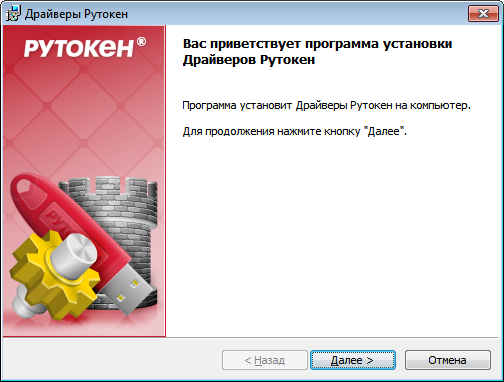 Драйверы Рутокен
РУТОКЕН®
Вас приветствует программа установки
Драйверов Рутокен
Программа установит Драйверы Рутокен на компьютер.
Для продолжения нажмите кнопку "Далее".
РУТОКЕН
< Назад
Далее >
Отмена